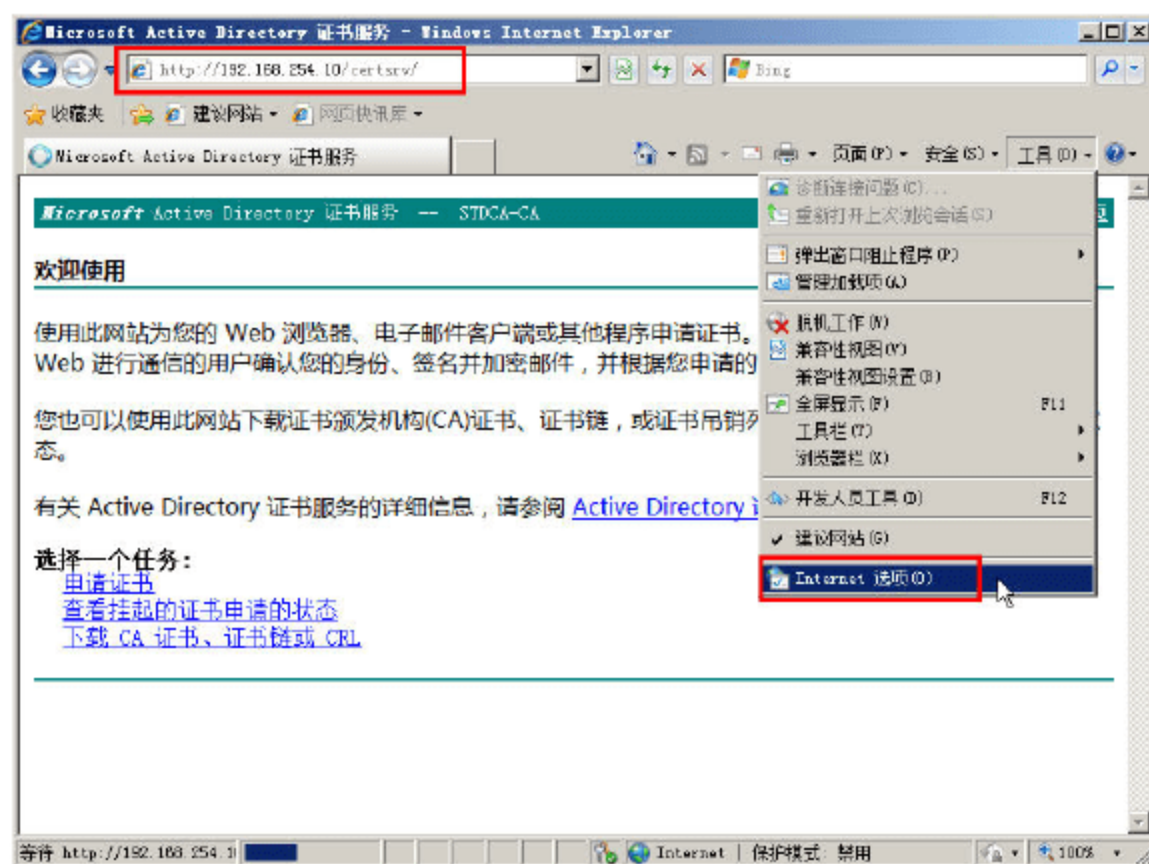 Microsoft Active Directory 证书服务 - Windows Internet Explorer
http://192.168.254.10/certsrv/
Bing
收藏夹 建议网站 网页快讯库
Microsoft Active Directory 证书服务
页面(P) 安全(S) 工具(O)
Microsoft Active Directory 证书服务 -- STDCA-CA
欢迎使用
使用此网站为您的 Web 浏览器、电子邮件客户端或其他程序申请证书。
Web 进行通信的用户确认您的身份、签名并加密邮件，并根据您申请的
您也可以使用此网站下载证书颁发机构(CA)证书、证书链，或证书吊销列
态。
有关 Active Directory 证书服务的详细信息，请参阅 Active Directory
选择一个任务:
申请证书
查看挂起的证书申请的状态
下载 CA 证书、证书链或 CRL
诊断连接问题(C)...
重新打开上次浏览会话(S)
弹出窗口阻止程序(P)
管理加载项(A)
脱机工作(W)
兼容性视图(V)
兼容性视图设置(B)
全屏显示(F) F11
工具栏(T)
浏览器栏(X)
开发人员工具(D) F12
建议网站(G)
Internet 选项(O)
等待 http://192.168.254.1
Internet | 保护模式: 禁用
100%